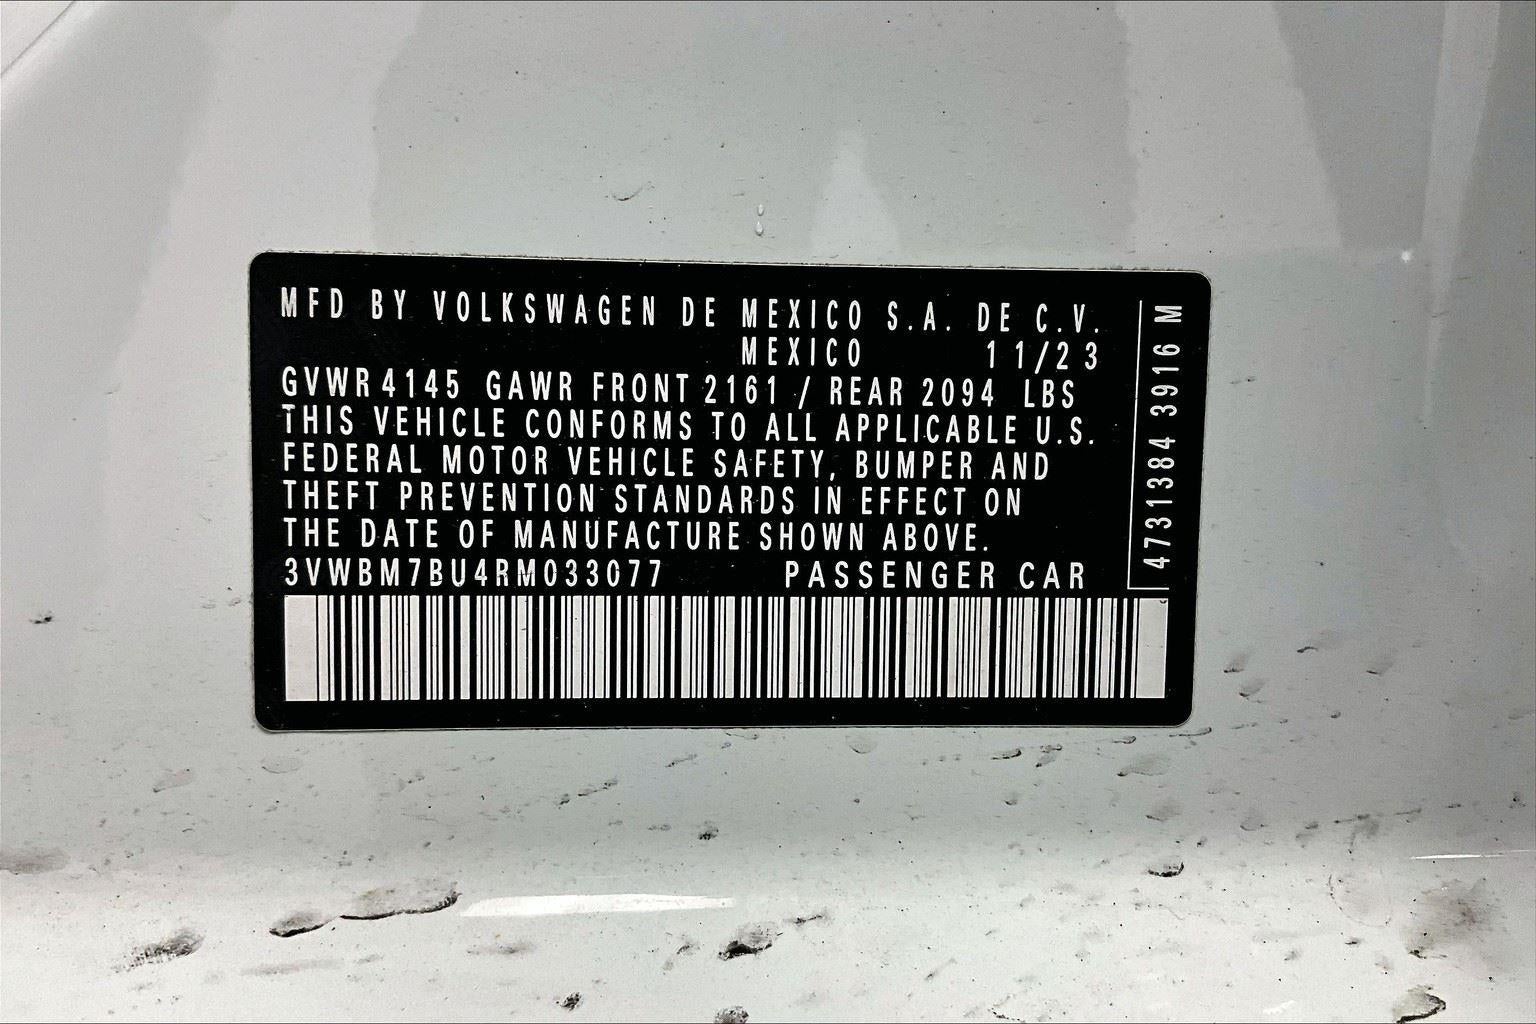 MFD BY VOLKSWAGEN DE MEXICO S.A. DE C.V.
MEXICO 11/23
GVWR 4145 GAWR FRONT 2161 / REAR 2094 LBS
THIS VEHICLE CONFORMS TO ALL APPLICABLE U.S.
FEDERAL MOTOR VEHICLE SAFETY, BUMPER AND
THEFT PREVENTION STANDARDS IN EFFECT ON
THE DATE OF MANUFACTURE SHOWN ABOVE.
3VWBM7BU4RM033077 PASSENGER CAR
4731384 3916 M